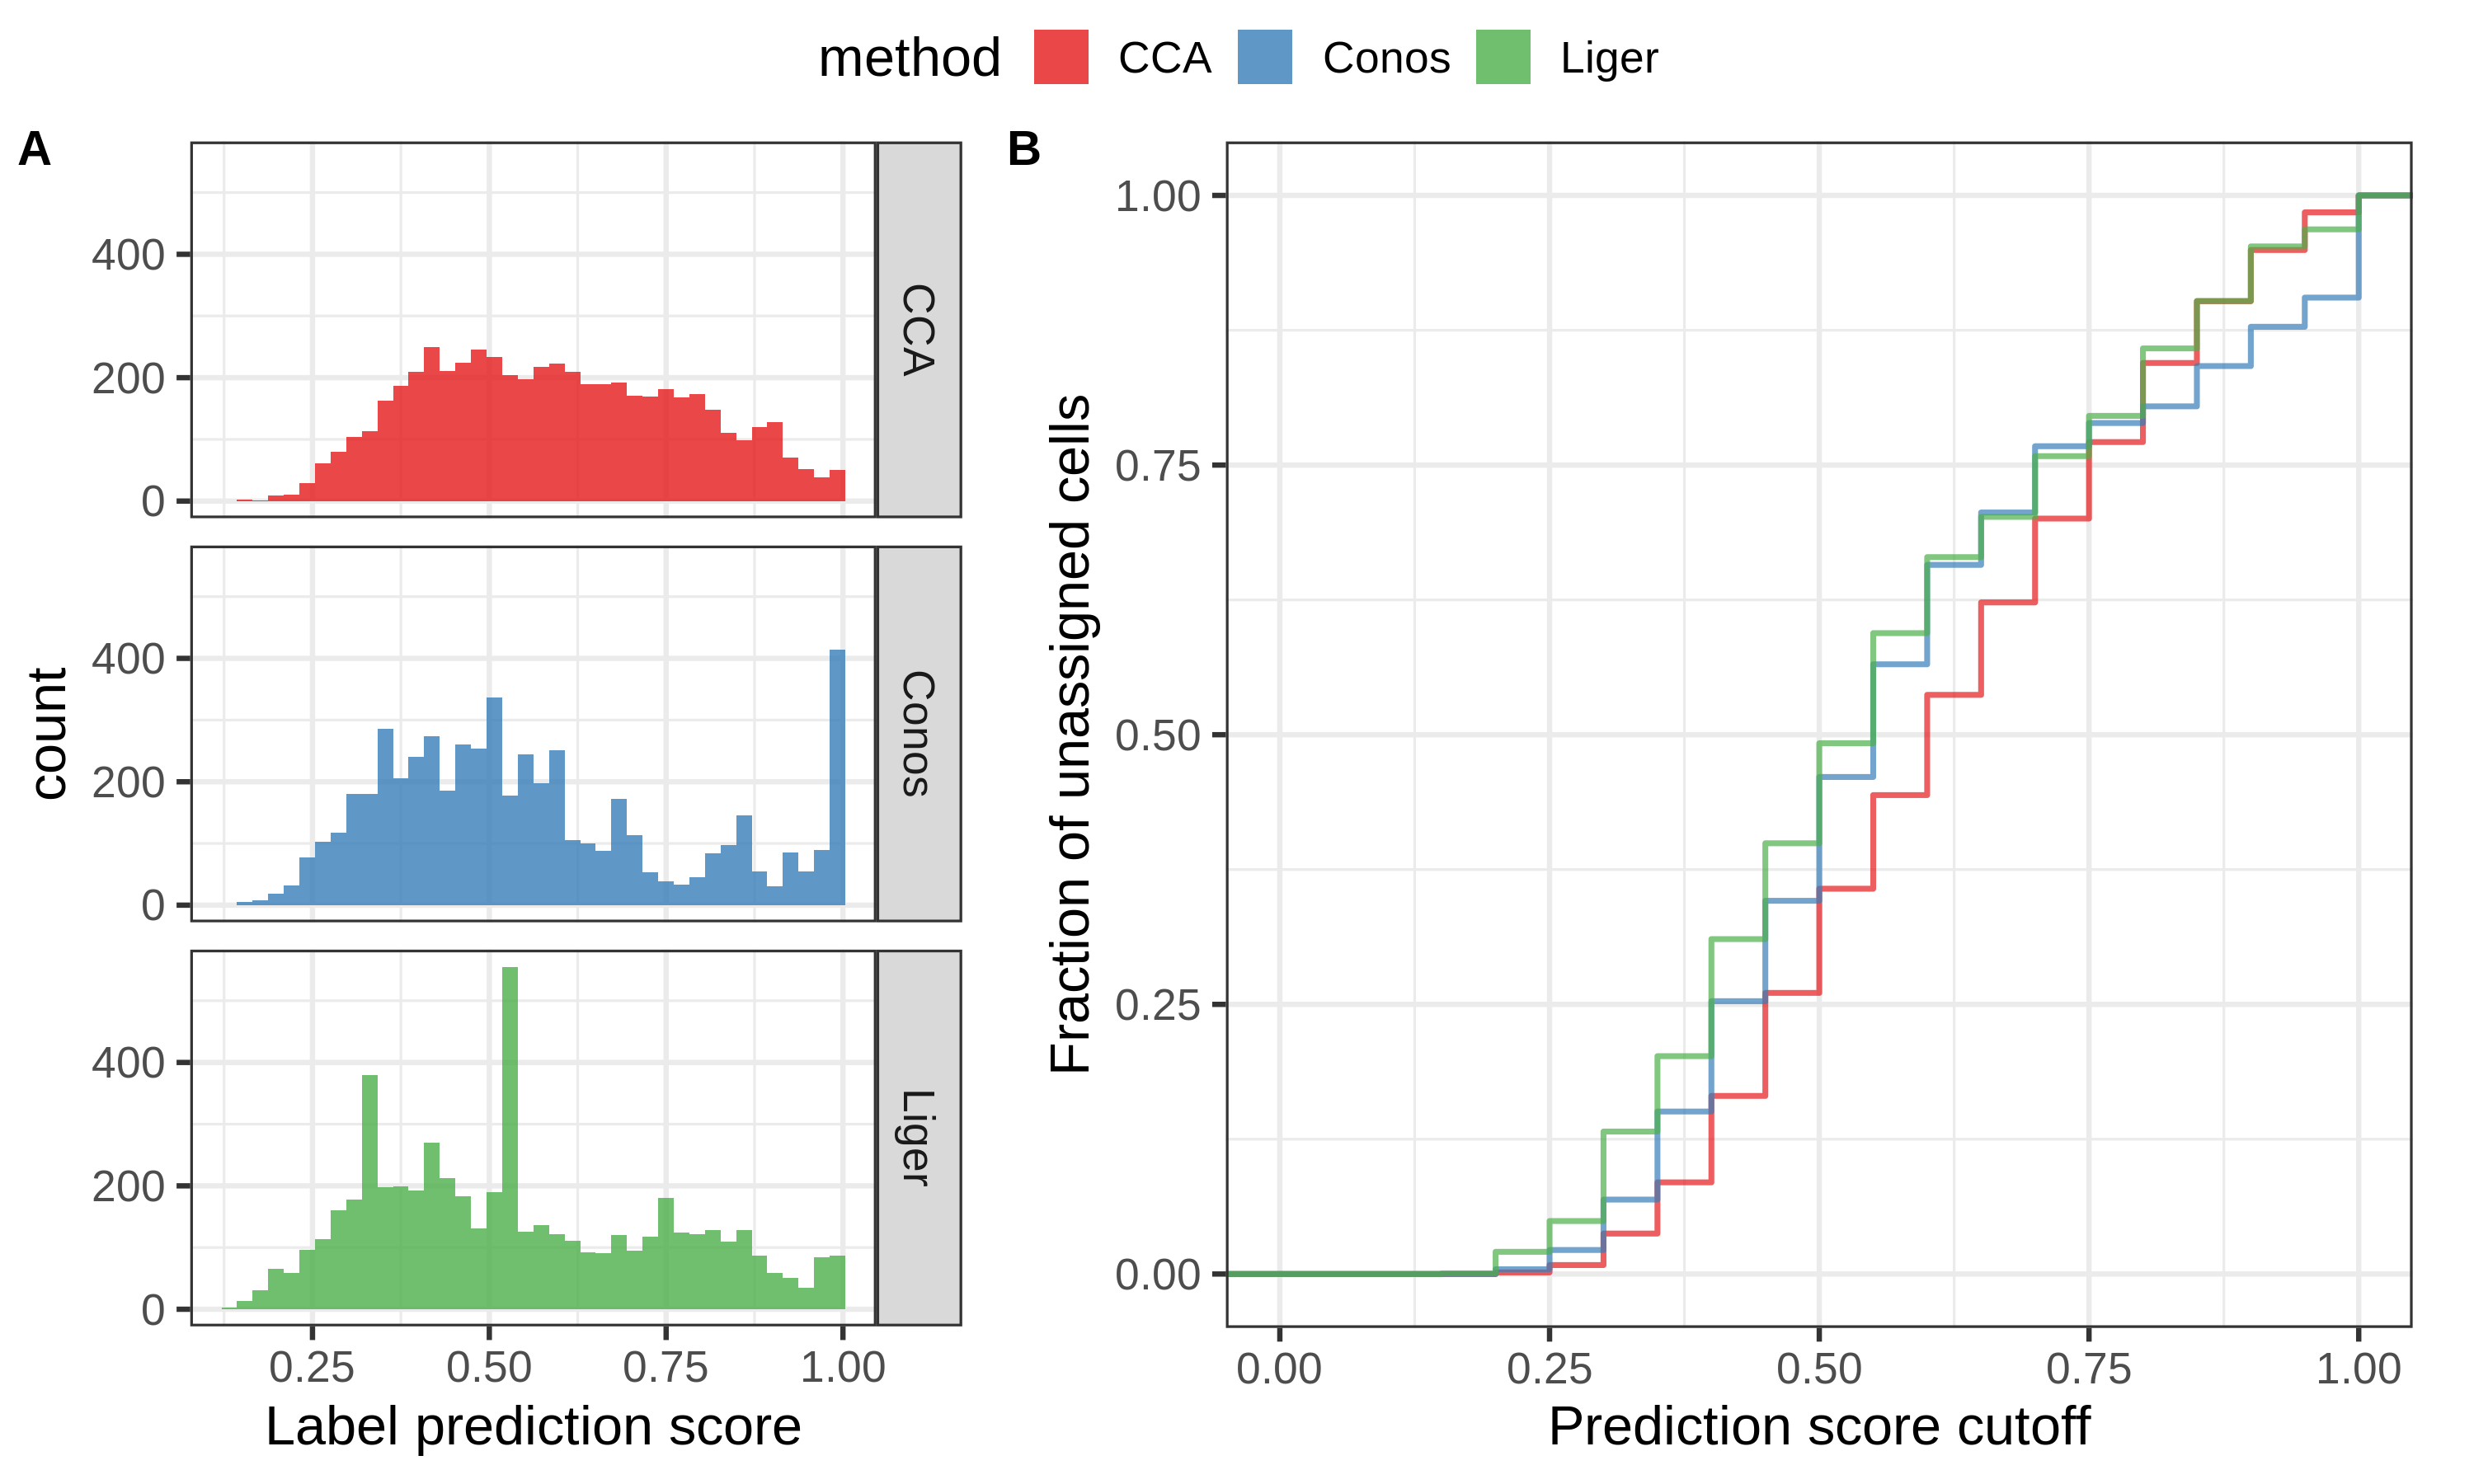 method CCA Conos Liger
A
B
400
200
0
CCA
400
200
0
Conos
400
200
0
Liger
count
0.25 0.50 0.75 1.00
Label prediction score
1.00
0.75
0.50
0.25
0.00
Fraction of unassigned cells
0.00 0.25 0.50 0.75 1.00
Prediction score cutoff